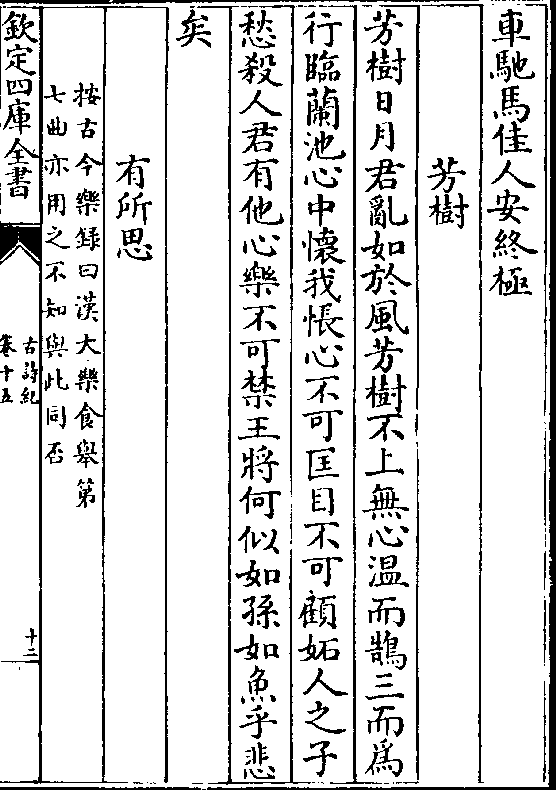 車馳馬佳人安終極
芳樹
芳樹日月君亂如於風芳樹不上無心溫而鵠三而為
行臨蘭池心中懷我悵心不可匡目不可顧妬人之子
愁殺人君有他心樂不可禁王將何似如孫如魚乎悲
矣
有所思
按古今樂錄曰漢大樂食舉第
七曲亦用之不知與此同否
欽定四庫全書
古詩紀
卷十五
十二